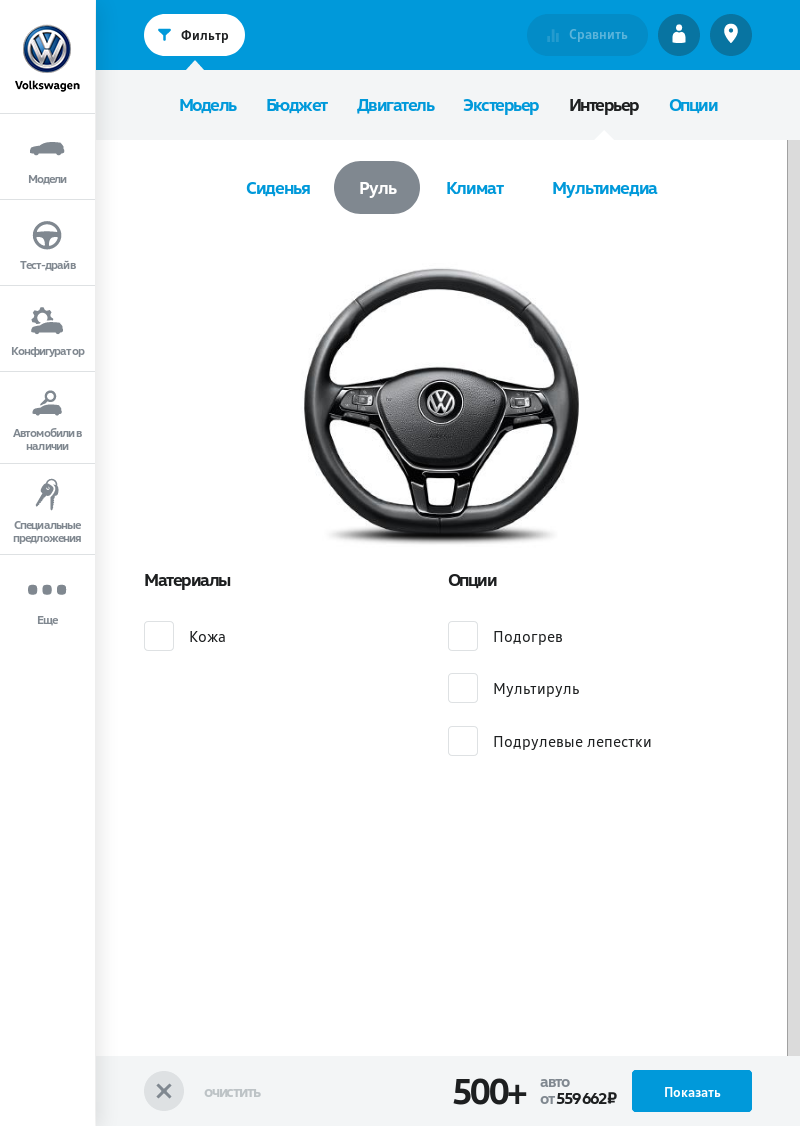 Volkswagen
Модели
Тест-драйв
Конфигуратор
Автомобили в
наличии
Специальные
предложения
Еще
Фильтр
Сравнить
Модель Бюджет Двигатель Экстерьер Интерьер Опции
Сиденья Руль Климат Мультимедиа
Материалы
Кожа
Опции
Подогрев
Мультируль
Подрулевые лепестки
ОЧИСТИТЬ
500+
авто
от 559 662 ₽
Показать